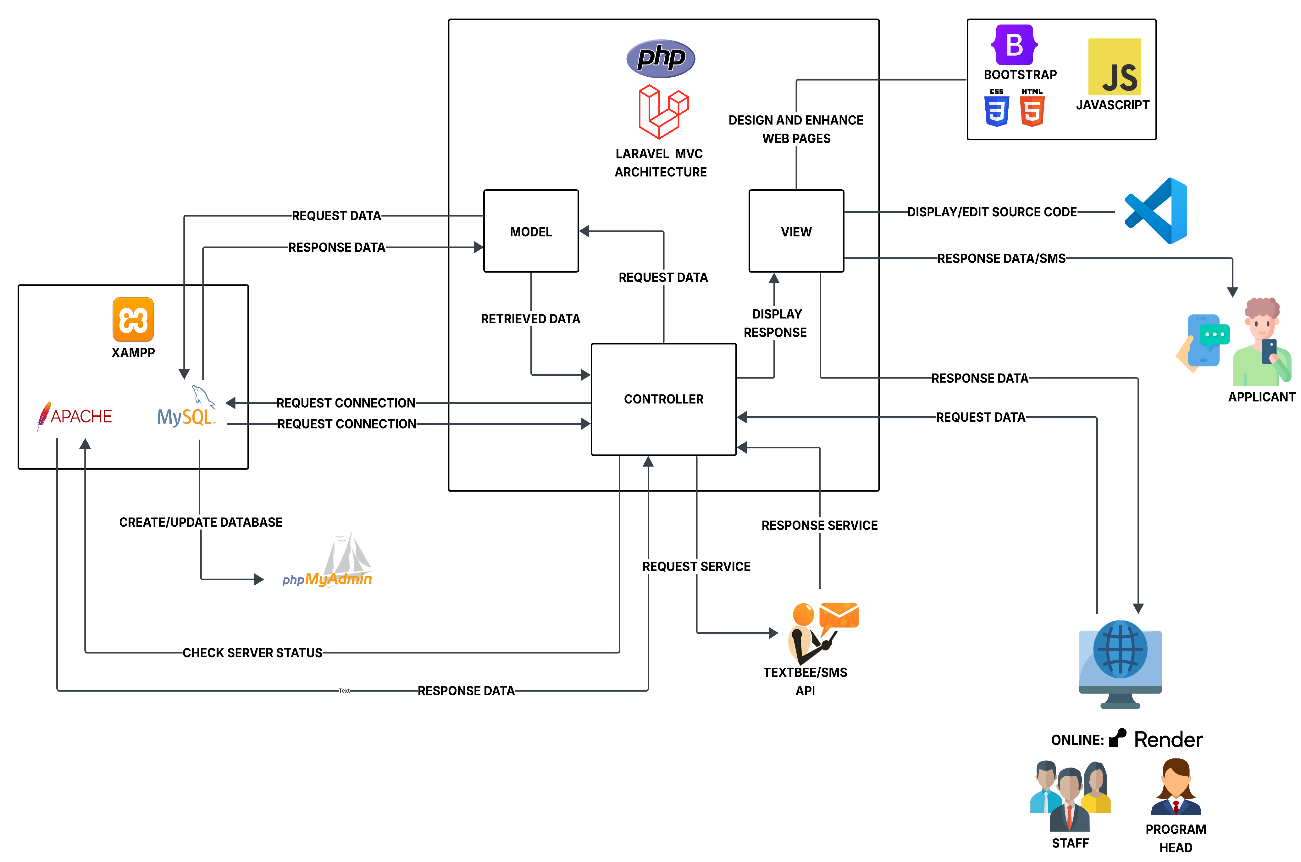 php
LARAVEL MVC
ARCHITECTURE
B
BOOTSTRAP
CSS
3
HTML
5
JS
JAVASCRIPT
DESIGN AND ENHANCE
WEB PAGES
MODEL
VIEW
REQUEST DATA
RESPONSE DATA
DISPLAY/EDIT SOURCE CODE
RESPONSE DATA/SMS
REQUEST DATA
RETRIEVED DATA
DISPLAY
RESPONSE
XAMPP
APACHE
MySQL
REQUEST CONNECTION
REQUEST CONNECTION
CONTROLLER
RESPONSE DATA
REQUEST DATA
APPLICANT
CREATE/UPDATE DATABASE
phpMyAdmin
RESPONSE SERVICE
REQUEST SERVICE
CHECK SERVER STATUS
Text
RESPONSE DATA
TEXTBEE/SMS
API
ONLINE: Render
STAFF
PROGRAM
HEAD